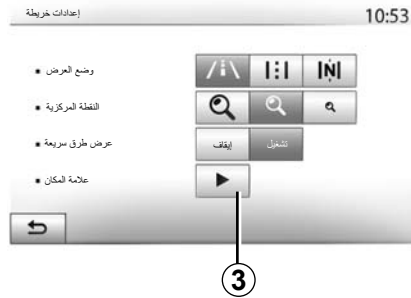 إعدادات خريطة 10:53
وضع العرض
النقطة المركزية
عرض طرق سريعة إيقاف تشغيل
علامة المكان
3